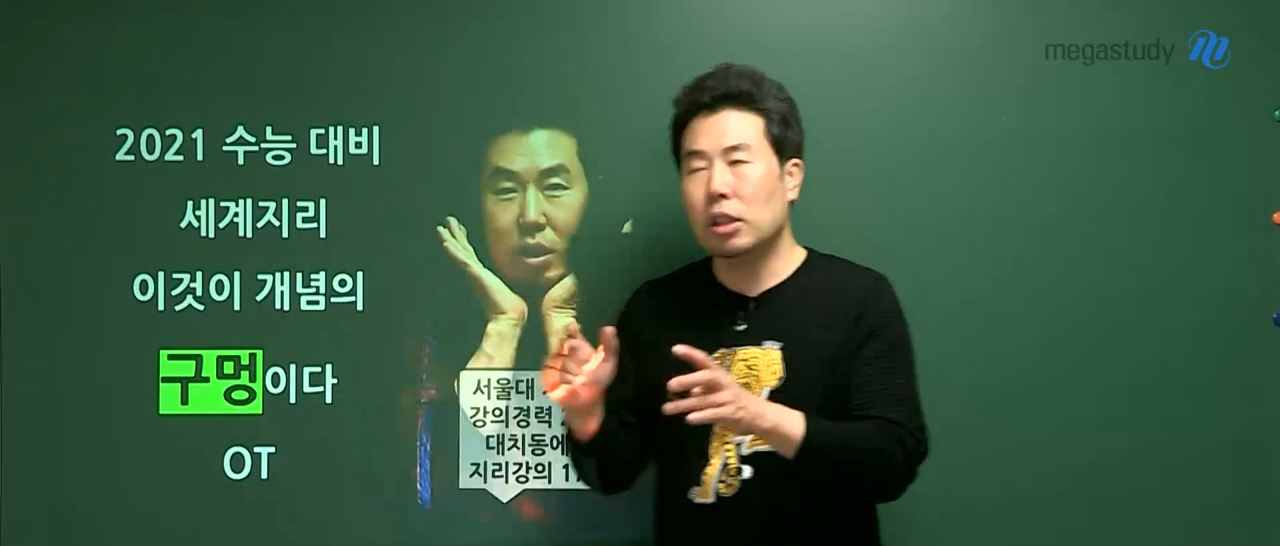 megastudy
2021 수능 대비
세계지리
이것이 개념의
구멍이다
OT
서울대
강의경력
대치동에
지리강의